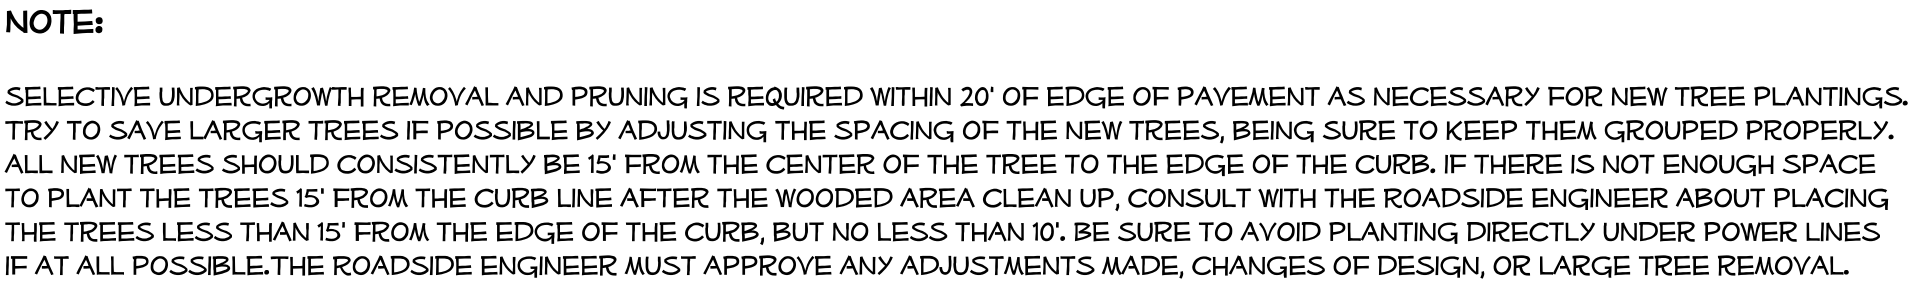 NOTE:
SELECTIVE UNDERGROWTH REMOVAL AND PRUNING IS REQUIRED WITHIN 20' OF EDGE OF PAVEMENT AS NECESSARY FOR NEW TREE PLANTINGS.
TRY TO SAVE LARGER TREES IF POSSIBLE BY ADJUSTING THE SPACING OF THE NEW TREES, BEING SURE TO KEEP THEM GROUPED PROPERLY.
ALL NEW TREES SHOULD CONSISTENTLY BE 15' FROM THE CENTER OF THE TREE TO THE EDGE OF THE CURB. IF THERE IS NOT ENOUGH SPACE
TO PLANT THE TREES 15' FROM THE CURB LINE AFTER THE WOODED AREA CLEAN UP, CONSULT WITH THE ROADSIDE ENGINEER ABOUT PLACING
THE TREES LESS THAN 15' FROM THE EDGE OF THE CURB, BUT NO LESS THAN 10'. BE SURE TO AVOID PLANTING DIRECTLY UNDER POWER LINES
IF AT ALL POSSIBLE.THE ROADSIDE ENGINEER MUST APPROVE ANY ADJUSTMENTS MADE, CHANGES OF DESIGN, OR LARGE TREE REMOVAL.